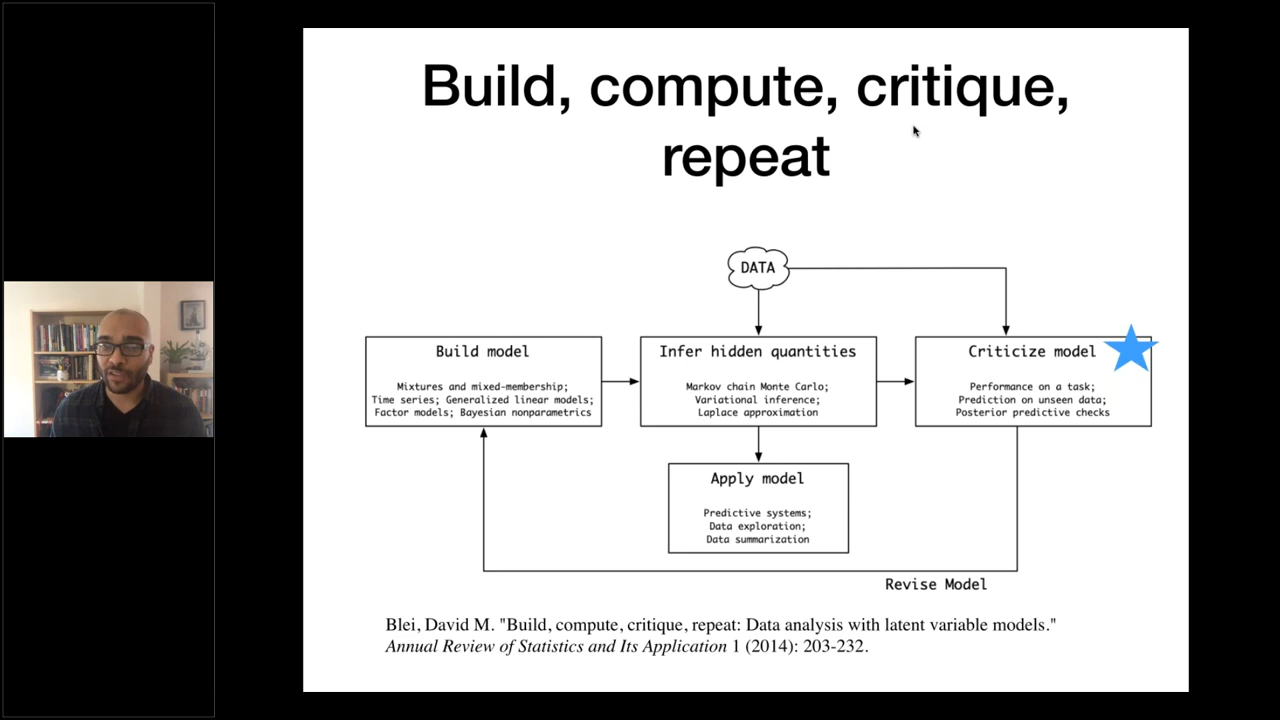 Build, compute, critique,
repeat
DATA
Build model
Mixtures and mixed-membership;
Time series; Generalized linear models;
Factor models; Bayesian nonparametrics
Infer hidden quantities
Markov chain Monte Carlo;
Variational inference;
Laplace approximation
Criticize model
Performance on a task;
Prediction on unseen data;
Posterior predictive checks
Apply model
Predictive systems;
Data exploration;
Data summarization
Revise Model
Blei, David M. "Build, compute, critique, repeat: Data analysis with latent variable models."
Annual Review of Statistics and Its Application 1 (2014): 203-232.